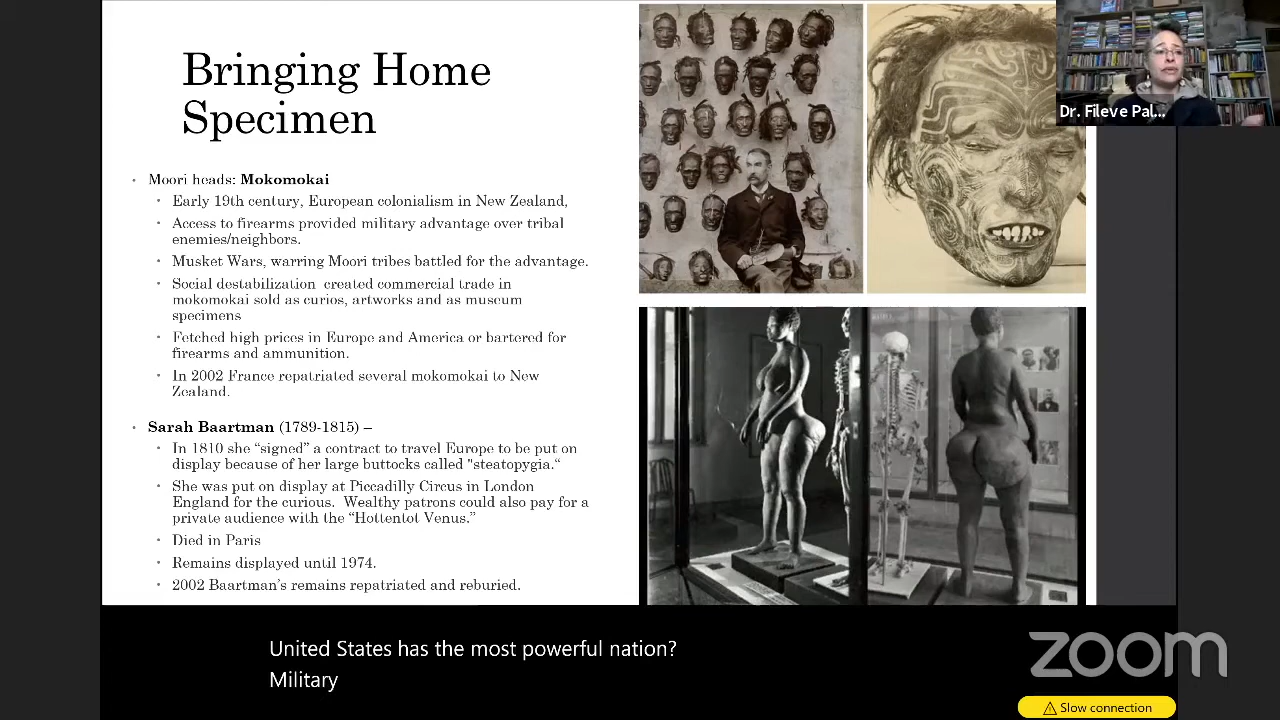 Bringing Home
Specimen
• Moori heads: Mokomokai
• Early 19th century, European colonialism in New Zealand,
• Access to firearms provided military advantage over tribal
enemies/neighbors.
• Musket Wars, warring Moori tribes battled for the advantage.
• Social destabilization created commercial trade in
mokomokai sold as curios, artworks and as museum
specimens
• Fetched high prices in Europe and America or bartered for
firearms and ammunition.
• In 2002 France repatriated several mokomokai to New
Zealand.
• Sarah Baartman (1789-1815) –
• In 1810 she “signed” a contract to travel Europe to be put on
display because of her large buttocks called "steatopygia.“
• She was put on display at Piccadilly Circus in London
England for the curious. Wealthy patrons could also pay for a
private audience with the “Hottentot Venus.”
• Died in Paris
• Remains displayed until 1974.
• 2002 Baartman’s remains repatriated and reburied.
Dr. Fileve Pal...
United States has the most powerful nation?
Military
zoom
Slow connection